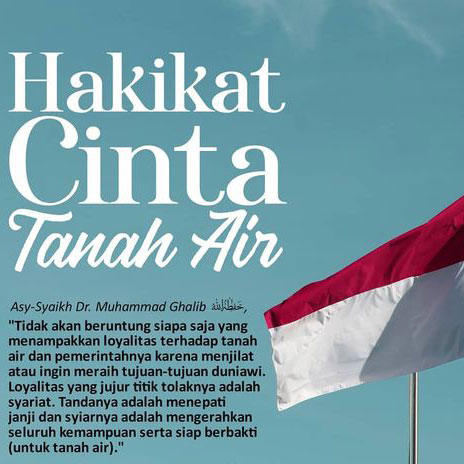 Hakikat
Cinta
Tanah Air
Asy-Syaikh Dr. Muhammad Ghalib حفظه الله,
"Tidak akan beruntung siapa saja yang
menampakkan loyalitas terhadap tanah
air dan pemerintahnya karena menjilat
atau ingin meraih tujuan-tujuan duniawi.
Loyalitas yang jujur titik tolaknya adalah
syariat. Tandanya adalah menepati
janji dan syiarnya adalah mengerahkan
seluruh kemampuan serta siap berbakti
(untuk tanah air)."